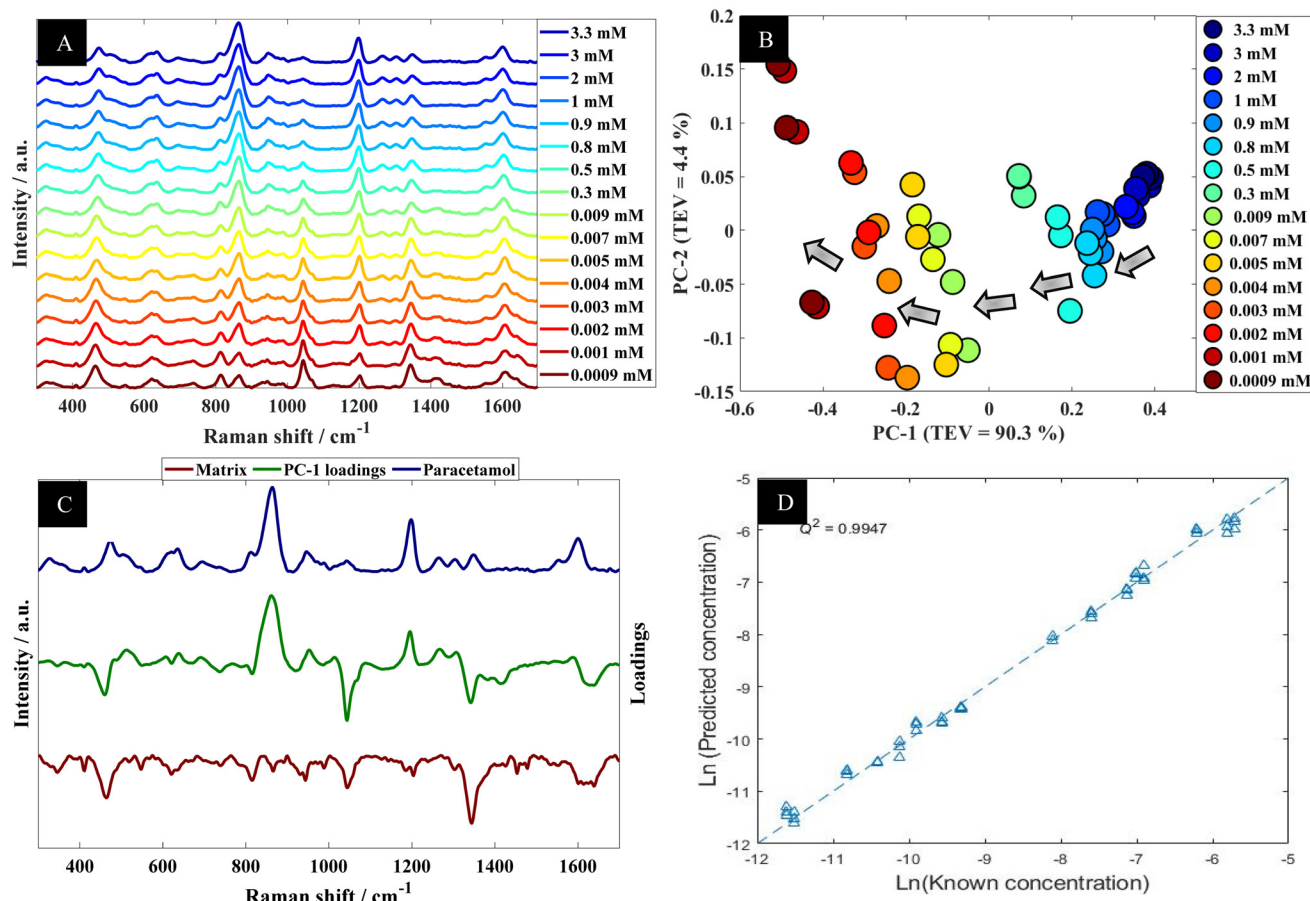 A
Intensity / a.u.
3.3 mM
3 mM
2 mM
1 mM
0.9 mM
0.8 mM
0.5 mM
0.3 mM
0.009 mM
0.007 mM
0.005 mM
0.004 mM
0.003 mM
0.002 mM
0.001 mM
0.0009 mM
400 600 800 1000 1200 1400 1600
Raman shift / cm-1
B
PC-2 (TEV = 4.4 %)
0.2
0.15
0.1
0.05
0
-0.05
-0.1
-0.15
-0.6 -0.4 -0.2 0 0.2 0.4
PC-1 (TEV = 90.3 %)
3.3 mM
3 mM
2 mM
1 mM
0.9 mM
0.8 mM
0.5 mM
0.3 mM
0.009 mM
0.007 mM
0.005 mM
0.004 mM
0.003 mM
0.002 mM
0.001 mM
0.0009 mM
Matrix PC-1 loadings Paracetamol
C
Intensity / a.u.
Loadings
400 600 800 1000 1200 1400 1600
Raman shift / cm-1
D
Q2 = 0.9947
Ln (Predicted concentration)
-5
-6
-7
-8
-9
-10
-11
-12
-12 -11 -10 -9 -8 -7 -6 -5
Ln(Known concentration)